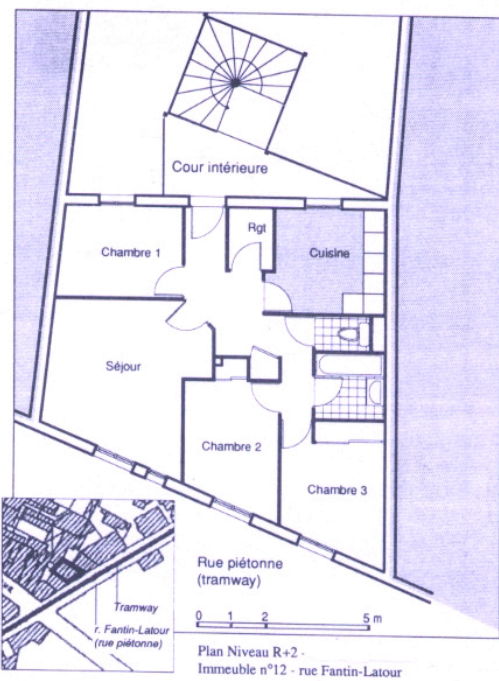 Cour intérieure
Rgt
Chambre 1
Cuisine
Séjour
Chambre 2
Chambre 3
Rue piétonne
(tramway)
Tramway
r. Fantin-Latour
(rue piétonne)
0 1 2 5 m
Plan Niveau R+2 -
Immeuble n°12 - rue Fantin-Latour